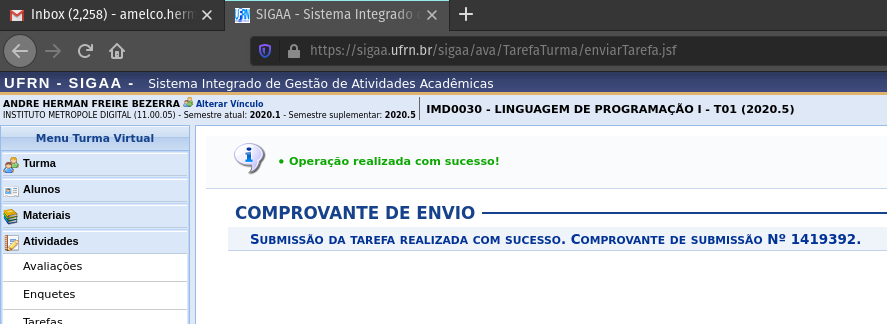 Inbox (2,258) - amelco.hern
SIGAA - Sistema Integrado d
https://sigaa.ufrn.br/sigaa/ava/TarefaTurma/enviarTarefa.jsf
UFRN - SIGAA - Sistema Integrado de Gestão de Atividades Acadêmicas
ANDRE HERMAN FREIRE BEZERRA Alterar Vínculo
INSTITUTO METROPOLE DIGITAL (11.00.05) - Semestre atual: 2020.1 - Semestre suplementar: 2020.5
IMD0030 - LINGUAGEM DE PROGRAMAÇÃO I - T01 (2020.5)
Menu Turma Virtual
Turma
Alunos
Materiais
Atividades
Avaliações
Enquetes
Tarefas
• Operação realizada com sucesso!
COMPROVANTE DE ENVIO
Submissão da tarefa realizada com sucesso. Comprovante de submissão Nº 1419392.